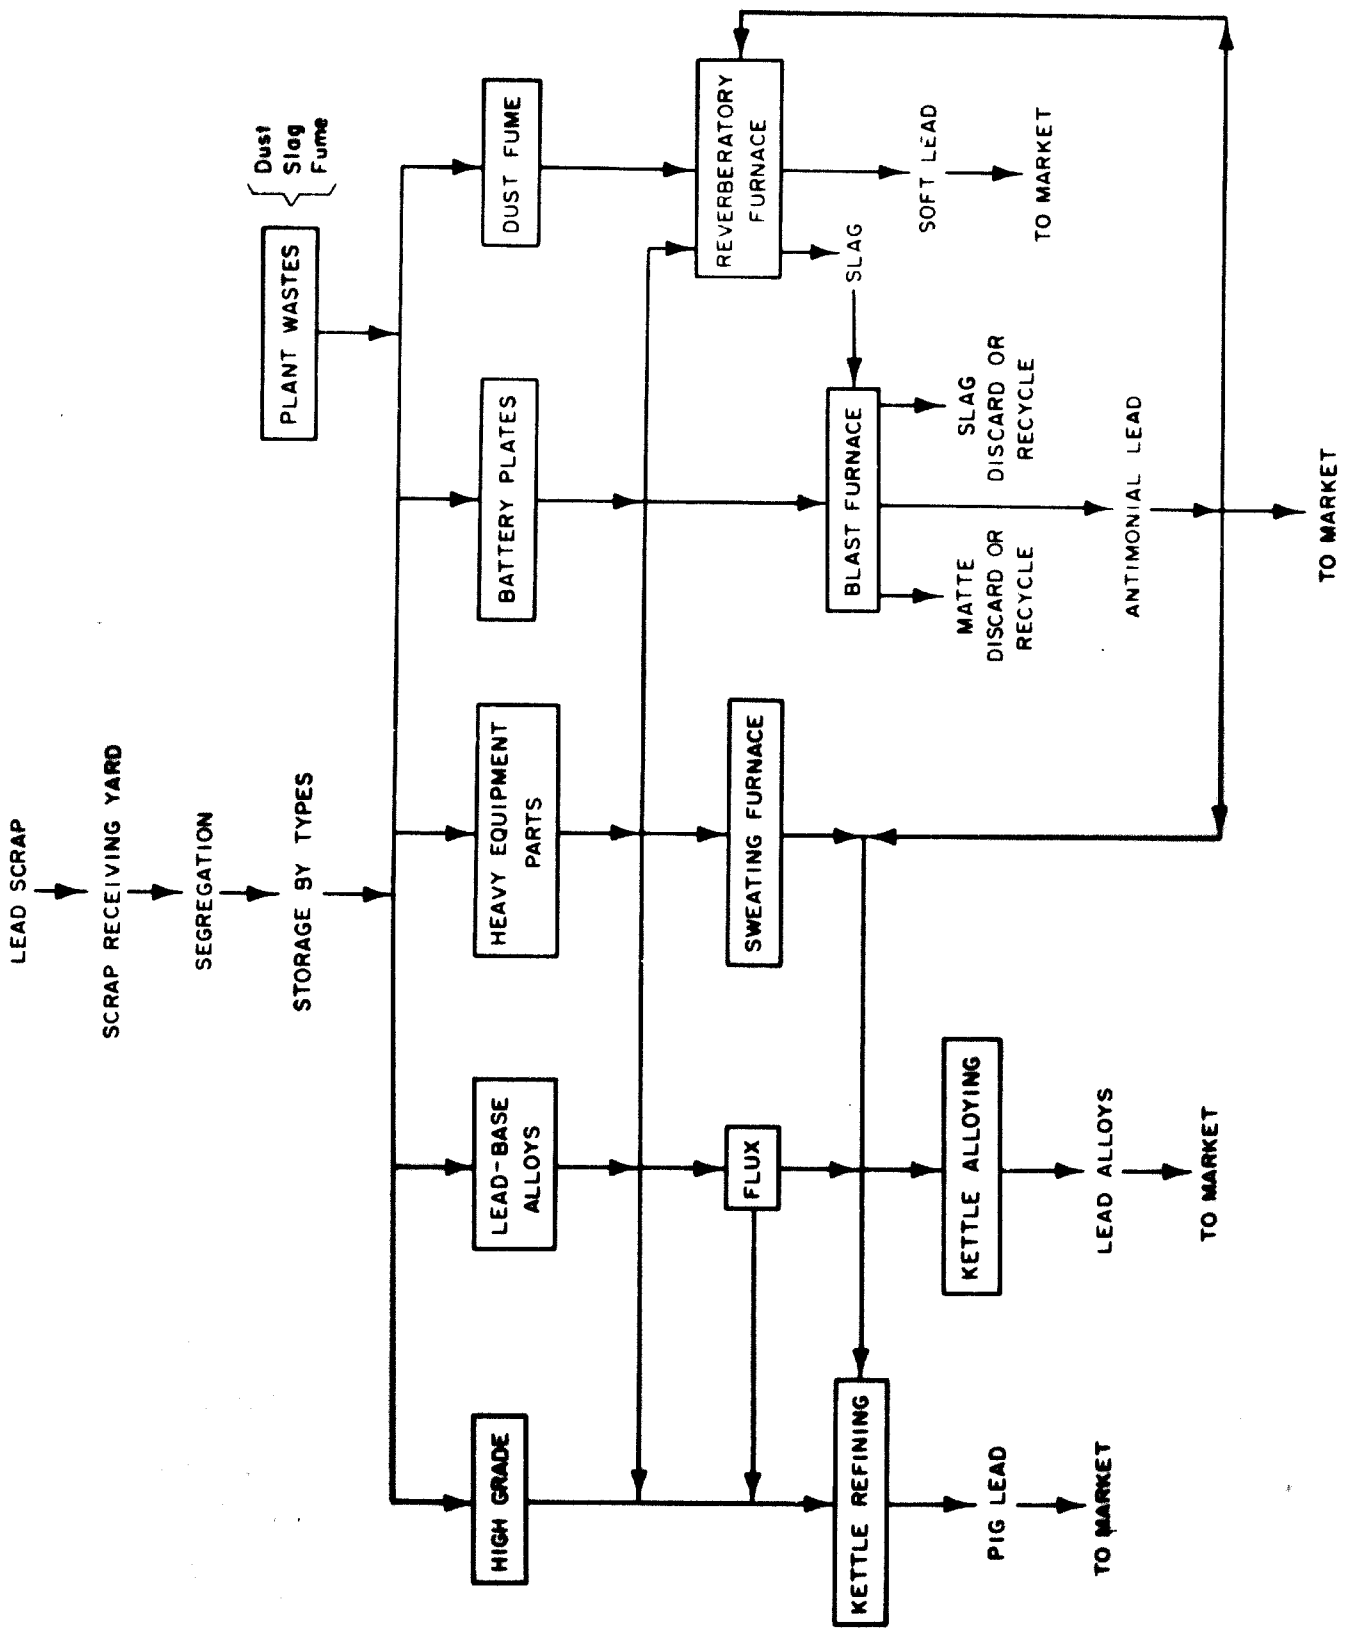 LEAD SCRAP
SCRAP RECEIVING YARD
SEGREGATION
STORAGE BY TYPES
PLANT WASTES
Dust
Slag
Fume
HIGH GRADE
LEAD-BASE
ALLOYS
HEAVY EQUIPMENT
PARTS
BATTERY PLATES
DUST FUME
FLUX
SWEATING FURNACE
REVERBERATORY
FURNACE
KETTLE REFINING
KETTLE ALLOYING
BLAST FURNACE
SLAG
SOFT LEAD
TO MARKET
MATTE
DISCARD OR
RECYCLE
SLAG
DISCARD OR
RECYCLE
PIG LEAD
TO MARKET
LEAD ALLOYS
TO MARKET
ANTIMONIAL LEAD
TO MARKET